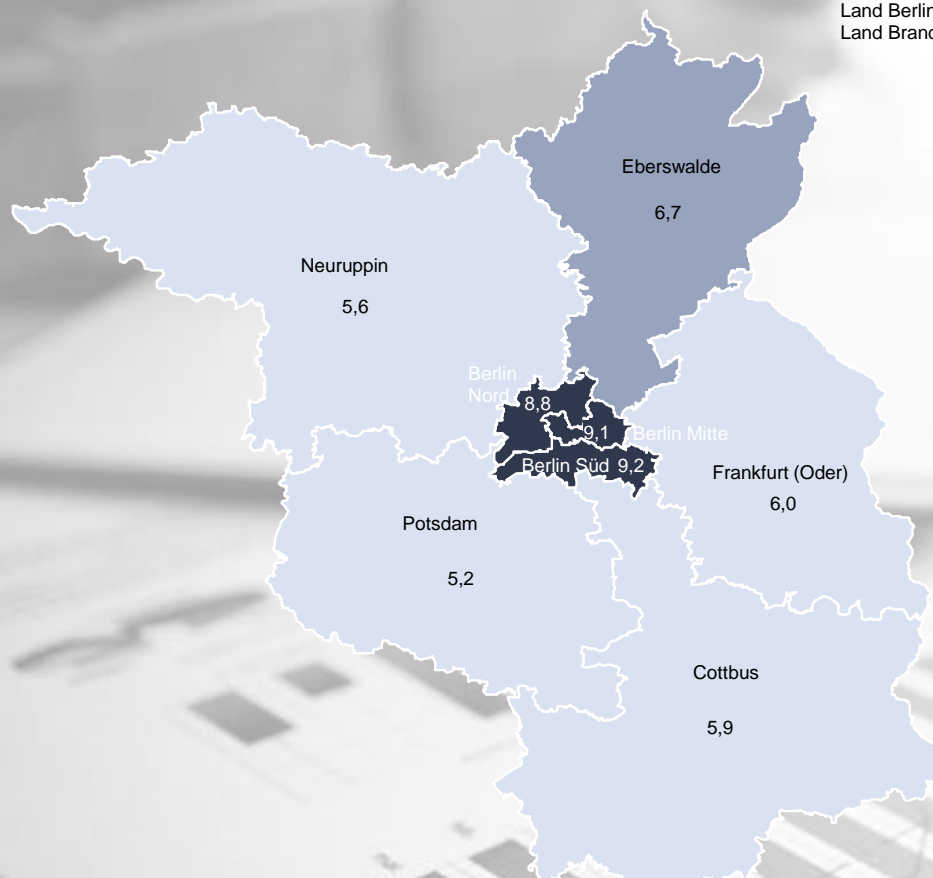 Land Berlin
Land
Eberswalde
6,7
Neuruppin
5,6
Berlin
Nord
8,8
9,1
Berlin Mitte
Berlin Süd 9,2
Frankfurt (Oder)
6,0
Potsdam
5,2
Cottbus
5,9